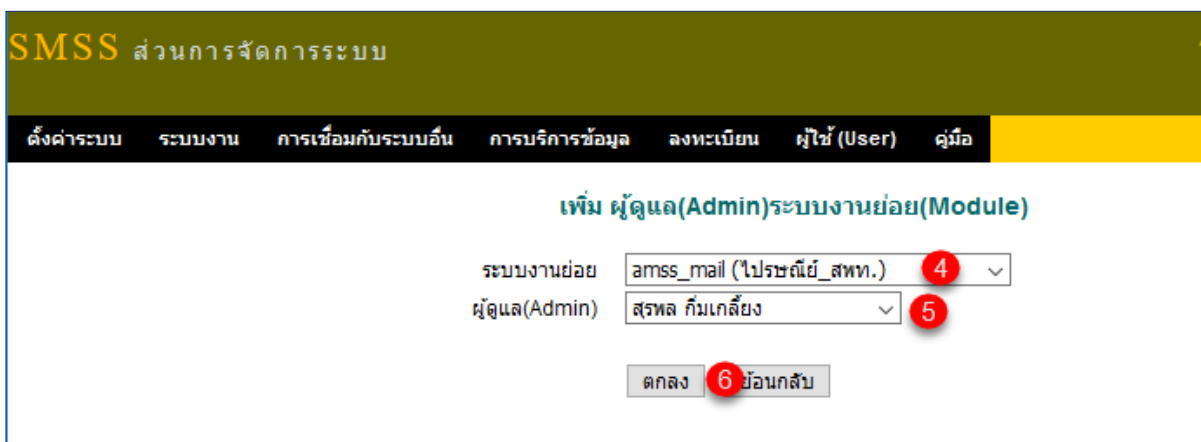 SMSS ส่วนการจัดการระบบ
ตั้งค่าระบบ ระบบงาน การเชื่อมกับระบบอื่น การบริการข้อมูล ลงทะเบียน ผู้ใช้ (User) คู่มือ
เพิ่ม ผู้ดูแล(Admin)ระบบงานย่อย(Module)
ระบบงานย่อย amss_mail (ไปรษณีย์_สพท.) 4
ผู้ดูแล(Admin) สุรพล กิ่มเกลี้ยง 5
ตกลง 6 ย้อนกลับ